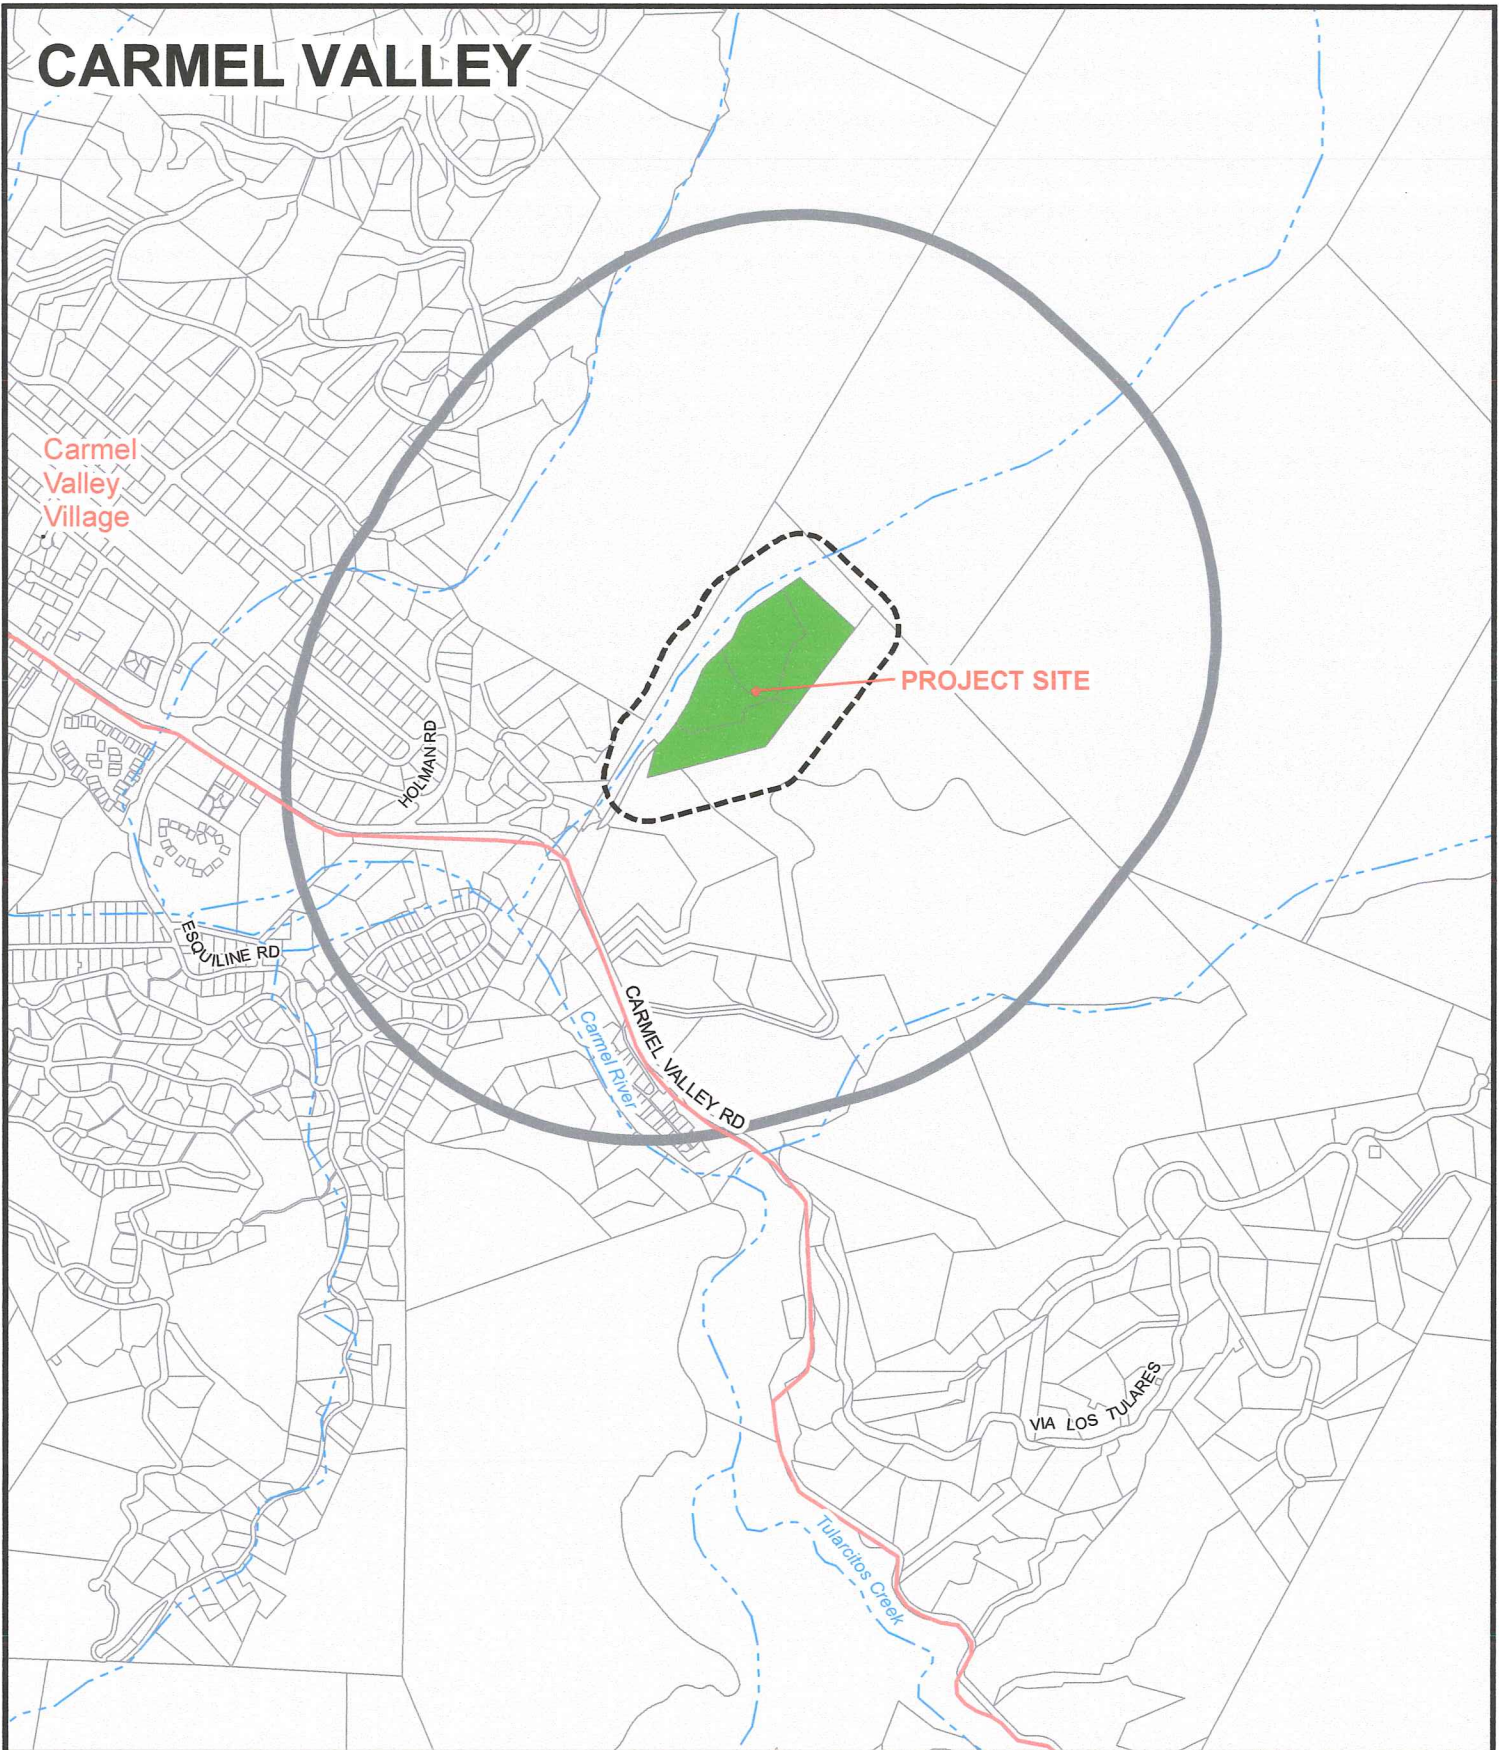 CARMEL VALLEY
Carmel
Valley
Village
PROJECT SITE
HOLMAN RD
ESQUILINE RD
CARMEL VALLEY RD
Carmel River
VIA LOS TULARES
Tularcitos Creek